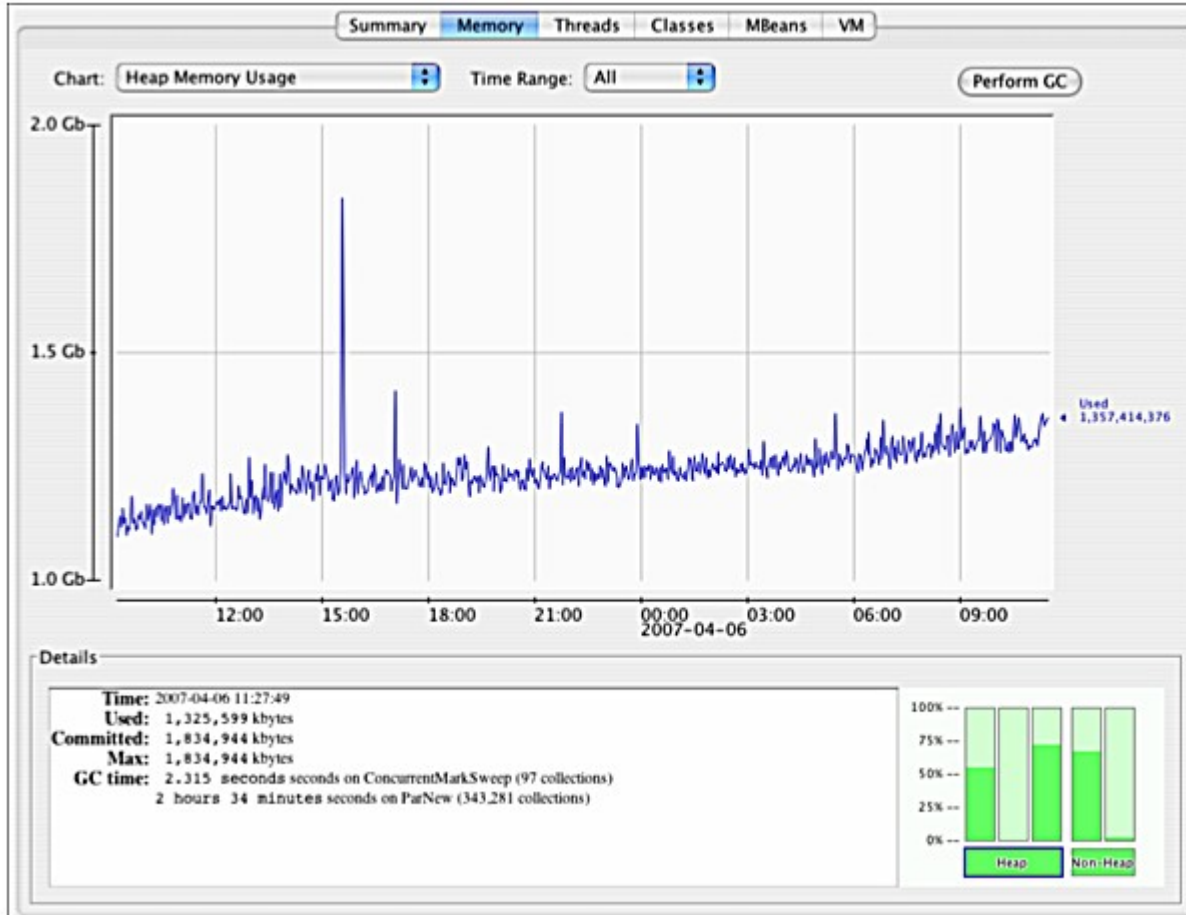 Summary Memory Threads Classes MBeans VM
Chart: Heap Memory Usage Time Range: All Perform GC
2.0 Gb
1.5 Gb
Used
1,357,414,376
1.0 Gb
12:00 15:00 18:00 21:00 00:00 03:00 06:00 09:00
2007-04-06
Details
Time: 2007-04-06 11:27:49
Used: 1,325,599 kbytes
Committed: 1,834,944 kbytes
Max: 1,834,944 kbytes
GC time: 2.315 seconds seconds on ConcurrentMarkSweep (97 collections)
2 hours 34 minutes seconds on ParNew (343,281 collections)
100% --
75% --
50% --
25% --
0% --
Heap Non-Heap